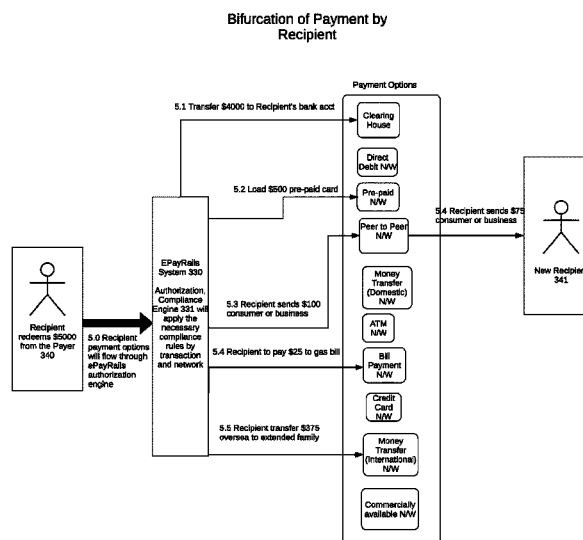 Bifurcation of Payment by
Recipient
Payment Options
5.1 Transfer $4000 to Recipient's bank acct
Clearing
House
Direct
Debit N/W
5.2 Load $500 pre-paid card
Pre-paid
N/W
5.4 Recipient sends $75
consumer or business
Peer to Peer
N/W
EPayRails
System 330
Authorization,
Compliance
Engine 331 will
apply the
necessary
compliance
rules by
transaction
and network
New Recipient
341
Recipient
redeems $5000
from the Payer
340
5.0 Recipient
payment options
will flow through
ePayRails
authorization
engine
Money
Transfer
(Domestic)
N/W
5.3 Recipient sends $100
consumer or business
ATM
N/W
5.4 Recipient to pay $25 to gas bill
Bill
Payment
N/W
Credit
Card
N/W
5.5 Recipient transfer $375
oversea to extended family
Money
Transfer
(International)
N/W
Commercially
available N/W